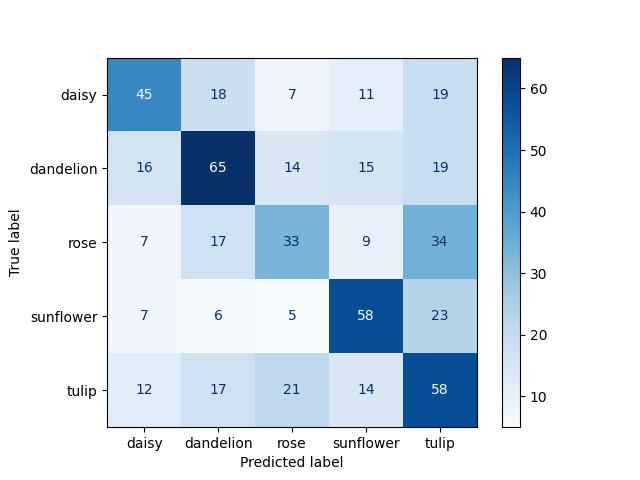 daisy 45 18 7 11 19
dandelion 16 65 14 15 19
rose 7 17 33 9 34
sunflower 7 6 5 58 23
tulip 12 17 21 14 58
daisy dandelion rose sunflower tulip
Predicted label
True label
60
50
40
30
20
10